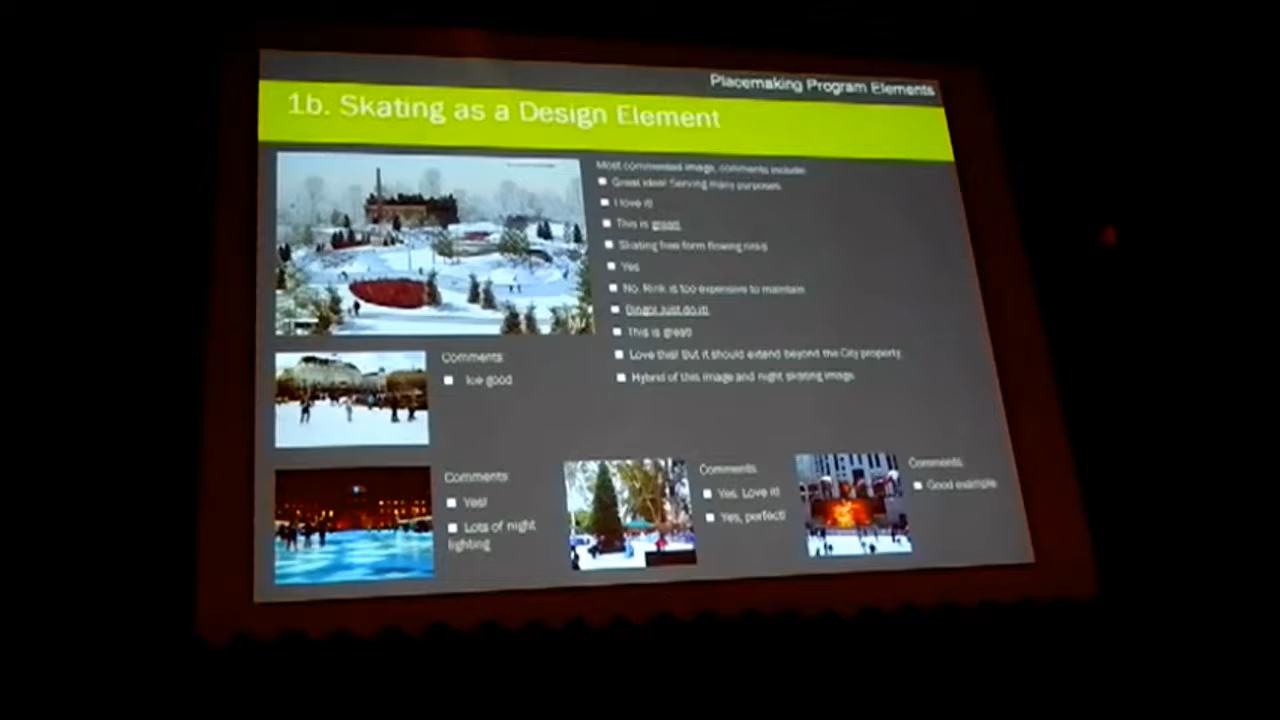 Placemaking Program Elements
1b. Skating as a Design Element
Most commented image, comments include:
Great idea! Serving many purposes.
I love it!
This is great!
Skating free form flowing rinks
Yes
No. Rink is too expensive to maintain
Bingo! Just do it!
This is great!
Love this! But it should extend beyond the City property.
Hybrid of this image and night skating image.
Comments:
Ice good
Comments:
Yes!
Lots of night
lighting
Comments:
Yes. Love it!
Yes, perfect!
Comments:
Good example